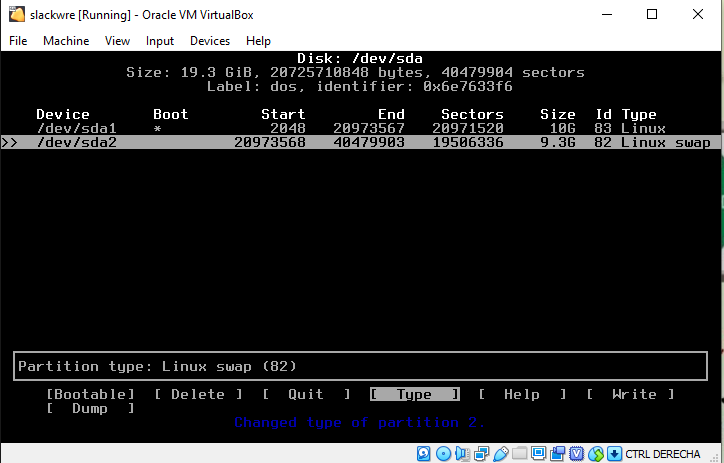 slackwre [Running] - Oracle VM VirtualBox
File Machine View Input Devices Help
Disk: /dev/sda
Size: 19.3 GiB, 20725710848 bytes, 40479904 sectors
Label: dos, identifier: 0x6e7633f6
Device Boot Start End Sectors Size Id Type
/dev/sda1 * 2048 20973567 20971520 10G 83 Linux
>> /dev/sda2 20973568 40479903 19506336 9.3G 82 Linux swap
Partition type: Linux swap (82)
[Bootable] [ Delete ] [ Quit ] [ Type ] [ Help ] [ Write ]
[ Dump ]
Changed type of partition 2.
CTRL DERECHA